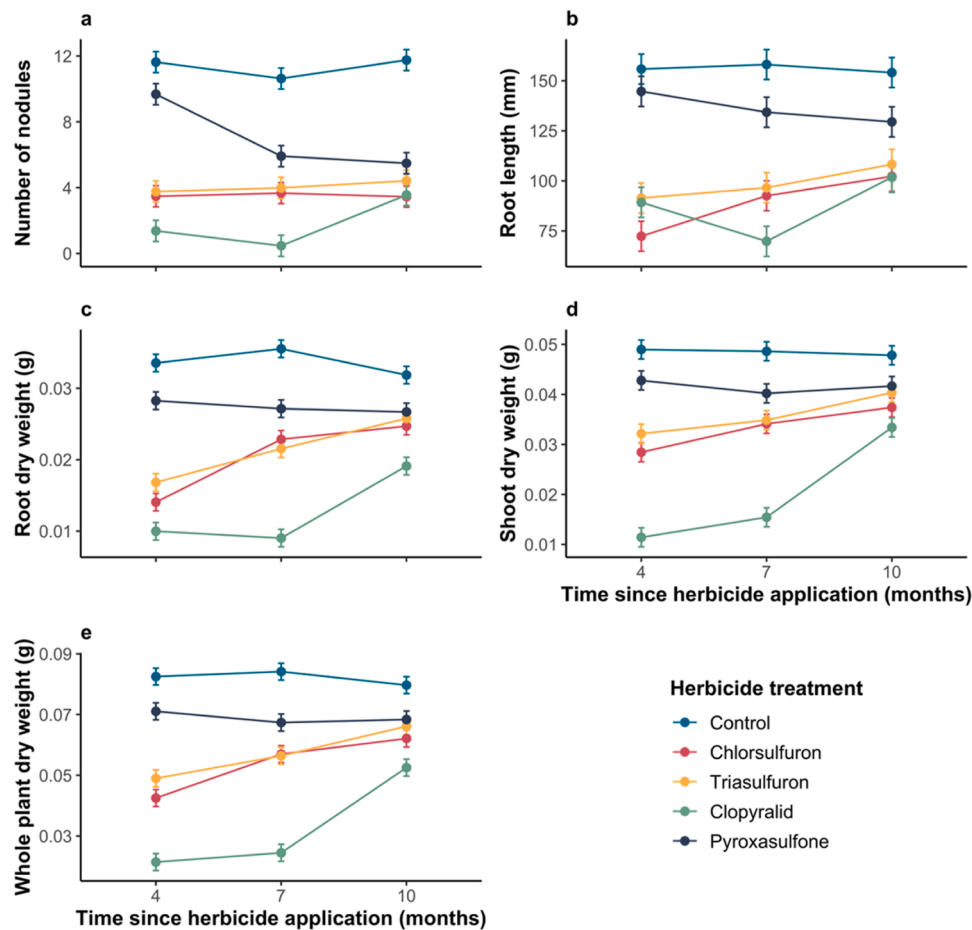 a
Number of nodules
12
8
4
0
b
Root length (mm)
150
125
100
75
c
Root dry weight (g)
0.03
0.02
0.01
d
Shoot dry weight (g)
0.05
0.04
0.03
0.02
0.01
4 7 10
Time since herbicide application (months)
e
Whole plant dry weight (g)
0.09
0.07
0.05
0.03
4 7 10
Time since herbicide application (months)
Herbicide treatment
Control
Chlorsulfuron
Triasulfuron
Clopyralid
Pyroxasulfone